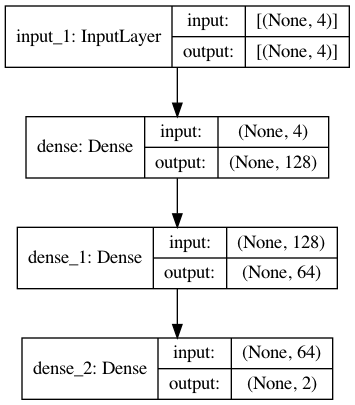 input_1: InputLayer
input: [(None, 4)]
output: [(None, 4)]
dense: Dense
input: (None, 4)
output: (None, 128)
dense_1: Dense
input: (None, 128)
output: (None, 64)
dense_2: Dense
input: (None, 64)
output: (None, 2)